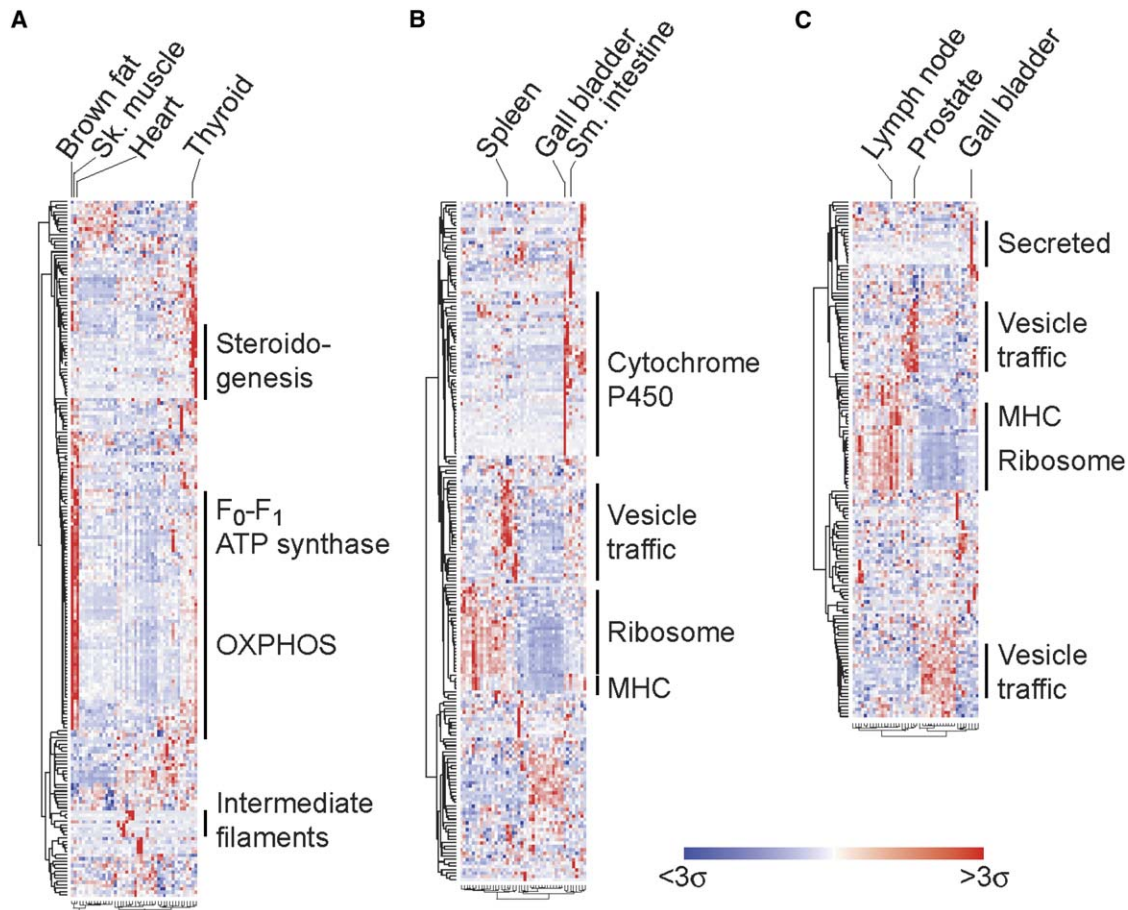 A
Brown fat
Sk. muscle
Heart
Thyroid
Steroido-
genesis
F0-F1
ATP synthase
OXPHOS
Intermediate
filaments
B
Spleen
Gall bladder
Sm. intestine
Cytochrome
P450
Vesicle
traffic
Ribosome
MHC
C
Lymph node
Prostate
Gall bladder
Secreted
Vesicle
traffic
MHC
Ribosome
Vesicle
traffic
<3σ >3σ